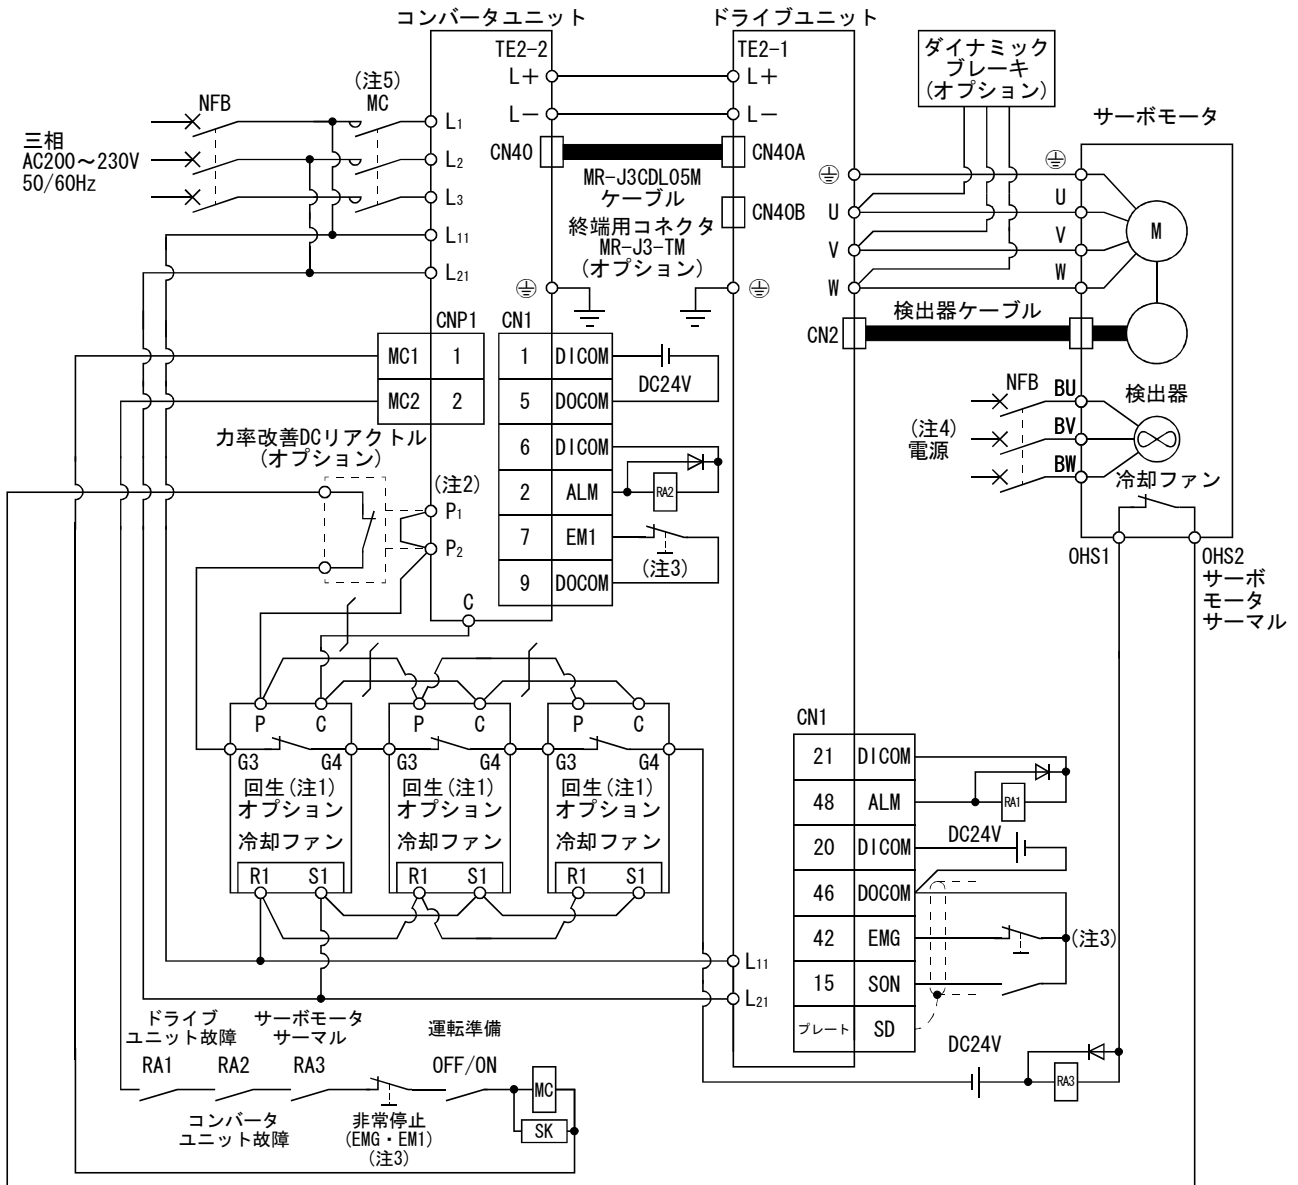 コンバータユニット
ドライブユニット
TE2-2
TE2-1
L+
L+
L-
L-
ダイナミック
ブレーキ
(オプション)
(注5)
NFB
MC
三相
AC200〜230V
50/60Hz
L1
L2
L3
L11
L21
CN40
CN40A
MR-J3CDL05M
ケーブル
CN40B
終端用コネクタ
MR-J3-TM
(オプション)
サーボモータ
U
V
W
U
V
W
M
CN2
検出器ケーブル
検出器
CNP1
MC1 1
MC2 2
CN1
1 DICOM
5 DOCOM
6 DICOM
2 ALM
7 EM1
9 DOCOM
DC24V
RA2
(注3)
NFB
BU
BV
BW
(注4)
電源
冷却ファン
OHS1
OHS2
サーボ
モータ
サーマル
力率改善DCリアクトル
(オプション)
(注2)
P1
P2
C
P C
G3 G4
回生(注1)
オプション
冷却ファン
R1 S1
P C
G3 G4
回生(注1)
オプション
冷却ファン
R1 S1
P C
G3 G4
回生(注1)
オプション
冷却ファン
R1 S1
CN1
21 DICOM
48 ALM
20 DICOM
46 DOCOM
42 EMG
15 SON
プレート SD
RA1
DC24V
(注3)
L11
L21
DC24V
RA3
ドライブ
ユニット故障
サーボモータ
サーマル
運転準備
RA1
RA2
RA3
OFF/ON
コンバータ
ユニット故障
非常停止
(EMG・EM1)
(注3)
MC
SK